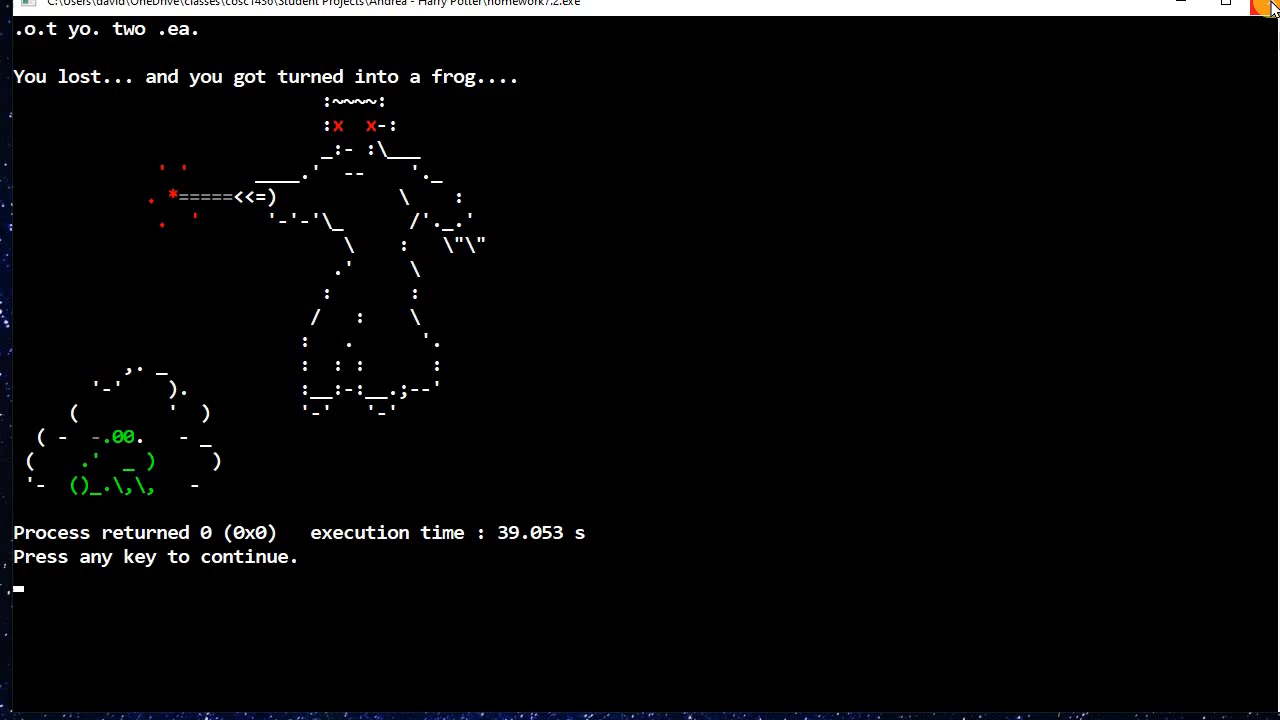 C:\Users\david\OneDrive\classes\cosc1436\Student Projects\Andrea - Harry Potter\homework7.2.exe
.o.t yo. two .ea.
You lost... and you got turned into a frog....
Process returned 0 (0x0)   execution time : 39.053 s
Press any key to continue.